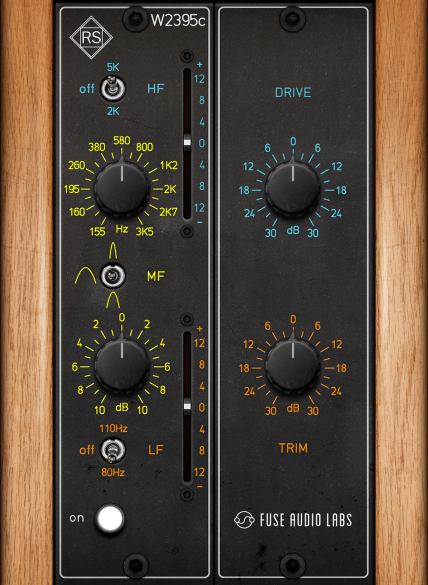 W2395c
RS
5K
off HF
2K
+
12
8
4
0
4
8
12
-
580
380 800
260 1K2
195 2K
160 2K7
155 Hz 3K5
MF
0
2 2
4 4
6 6
8 8
10 dB 10
110Hz
off LF
80Hz
+
12
8
4
0
4
8
12
-
on
DRIVE
0
6 6
12 12
18 18
24 24
30 dB 30
0
6 6
12 12
18 18
24 24
30 dB 30
TRIM
FUSE AUDIO LABS